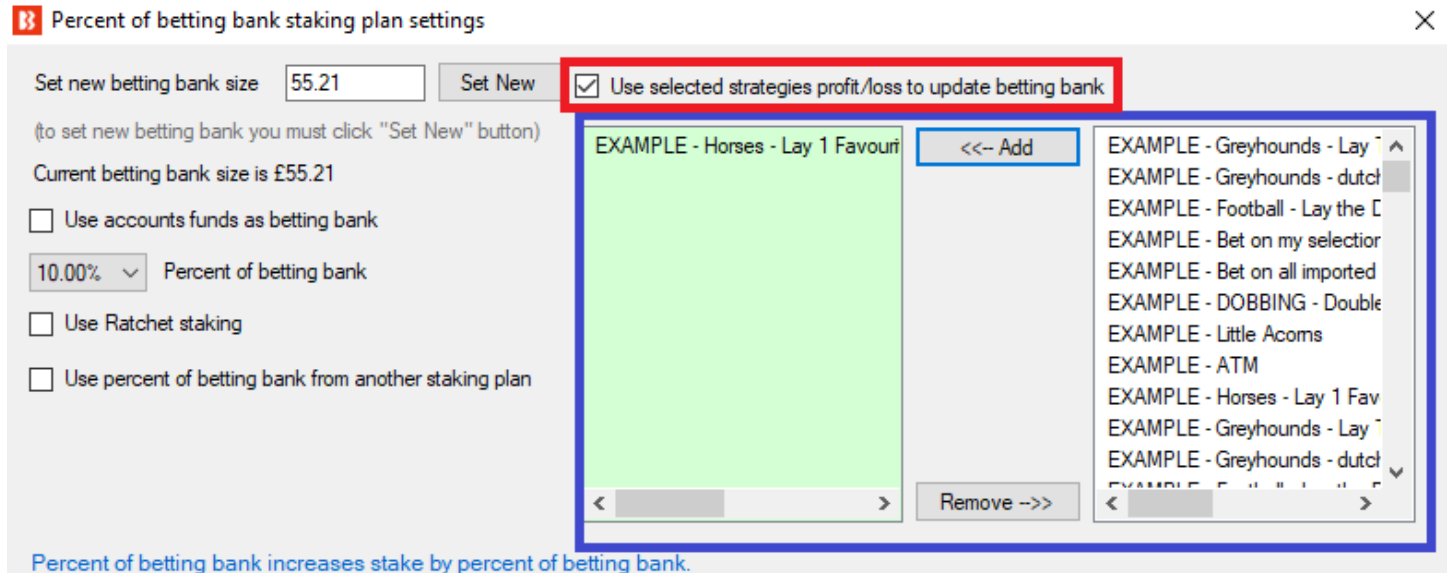 Percent of betting bank staking plan settings
Set new betting bank size 55.21 Set New
Use selected strategies profit/loss to update betting bank
(to set new betting bank you must click "Set New" button)
Current betting bank size is £55.21
Use accounts funds as betting bank
10.00% Percent of betting bank
Use Ratchet staking
Use percent of betting bank from another staking plan
EXAMPLE - Horses - Lay 1 Favouri
<<-- Add
Remove -->>
EXAMPLE - Greyhounds - Lay
EXAMPLE - Greyhounds - dutch
EXAMPLE - Football - Lay the D
EXAMPLE - Bet on my selection
EXAMPLE - Bet on all imported
EXAMPLE - DOBBING - Double
EXAMPLE - Little Acorns
EXAMPLE - ATM
EXAMPLE - Horses - Lay 1 Fav
EXAMPLE - Greyhounds - Lay
EXAMPLE - Greyhounds - dutch
Percent of betting bank increases stake by percent of betting bank.